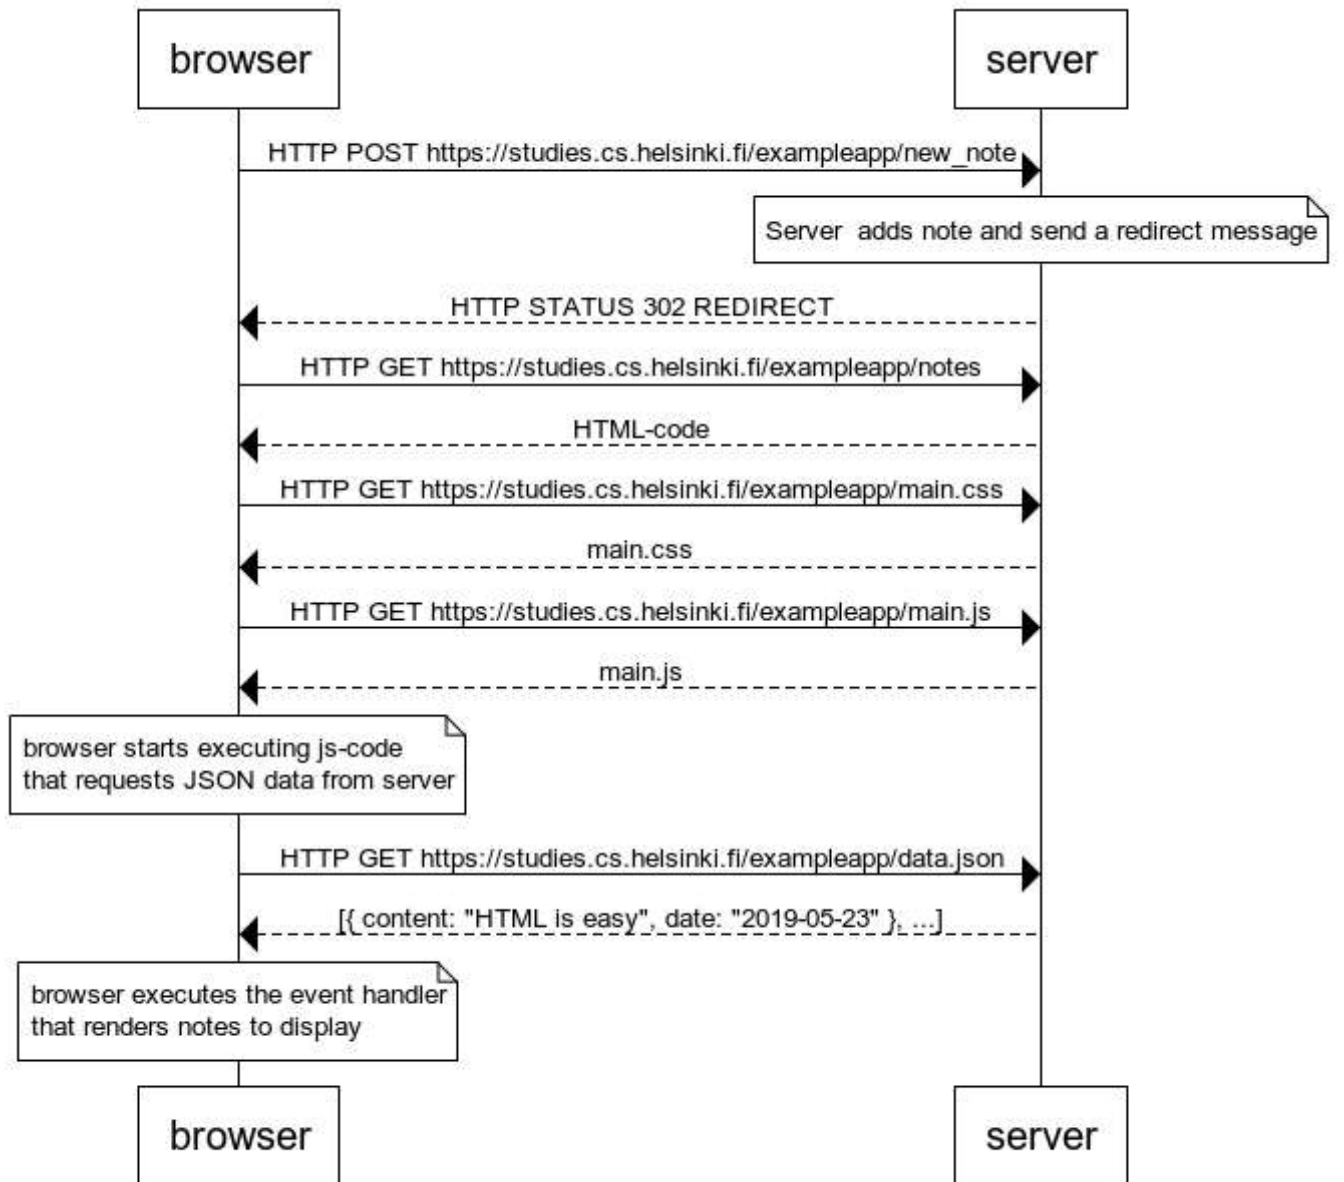 browser
server
HTTP POST https://studies.cs.helsinki.fi/exampleapp/new_note
Server  adds note and send a redirect message
HTTP STATUS 302 REDIRECT
HTTP GET https://studies.cs.helsinki.fi/exampleapp/notes
HTML-code
HTTP GET https://studies.cs.helsinki.fi/exampleapp/main.css
main.css
HTTP GET https://studies.cs.helsinki.fi/exampleapp/main.js
main.js
browser starts executing js-code
that requests JSON data from server
HTTP GET https://studies.cs.helsinki.fi/exampleapp/data.json
[{ content: "HTML is easy", date: "2019-05-23" }, ...]
browser executes the event handler
that renders notes to display
browser
server